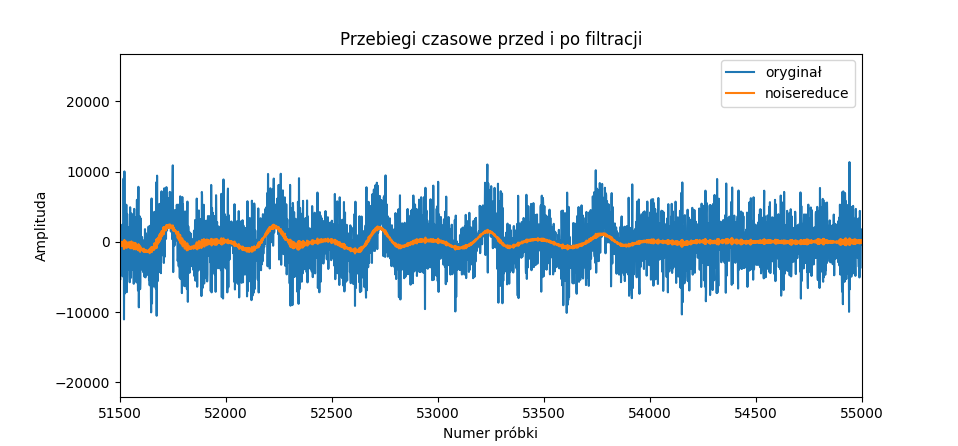 Przebiegi czasowe przed i po filtracji
oryginał
noisereduce
20000
10000
0
−10000
−20000
Amplituda
51500 52000 52500 53000 53500 54000 54500 55000
Numer próbki